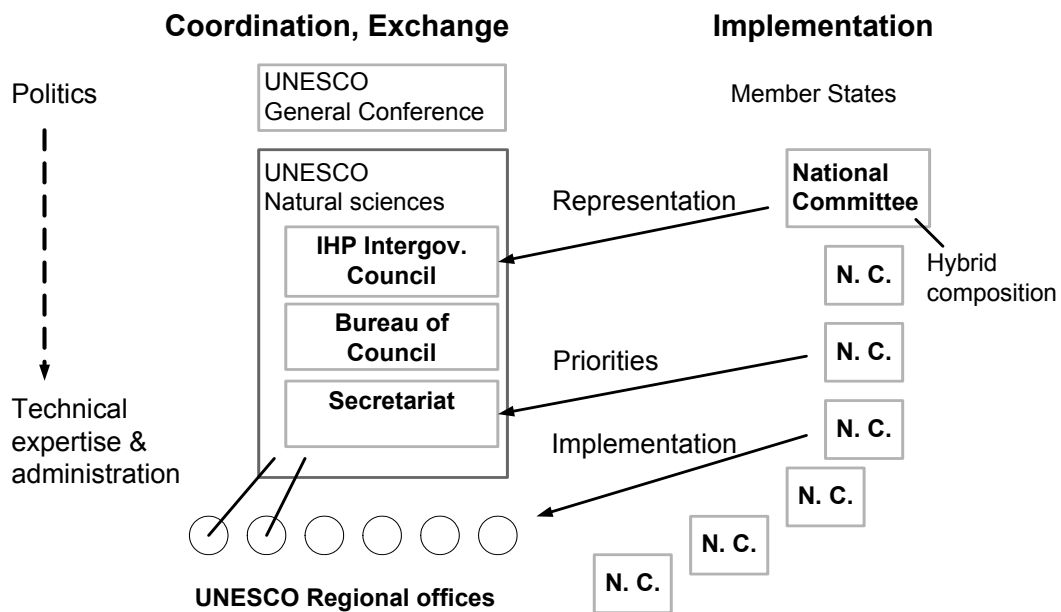 Coordination, Exchange
Implementation
Politics
UNESCO
General Conference
Member States
UNESCO
Natural sciences
National
Committee
Representation
IHP Intergov.
Council
Hybrid
composition
N. C.
Bureau of
Council
Priorities
N. C.
Secretariat
Technical
expertise &
administration
Implementation
N. C.
N. C.
N. C.
N. C.
UNESCO Regional offices